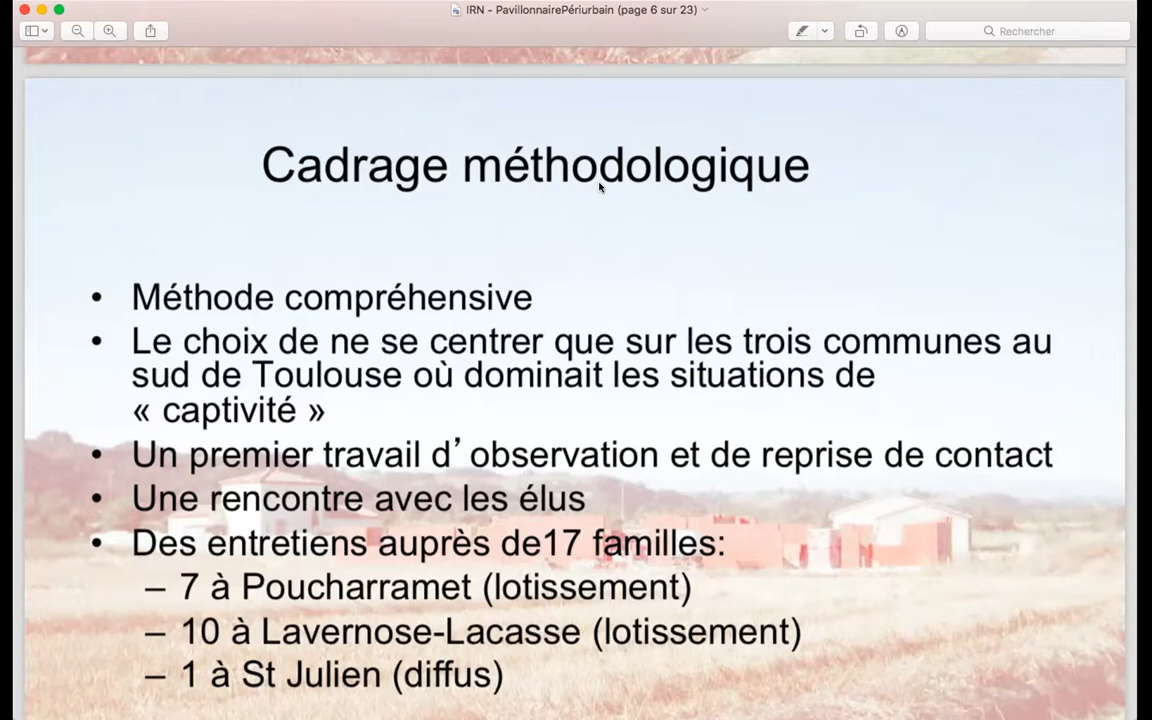 IRN - PavillonnairePériurbain (page 6 sur 23)
Rechercher
Cadrage méthodologique
• Méthode compréhensive
• Le choix de ne se centrer que sur les trois communes au
sud de Toulouse où dominait les situations de
« captivité »
• Un premier travail d’observation et de reprise de contact
• Une rencontre avec les élus
• Des entretiens auprès de17 familles:
– 7 à Poucharramet (lotissement)
– 10 à Lavernose-Lacasse (lotissement)
– 1 à St Julien (diffus)